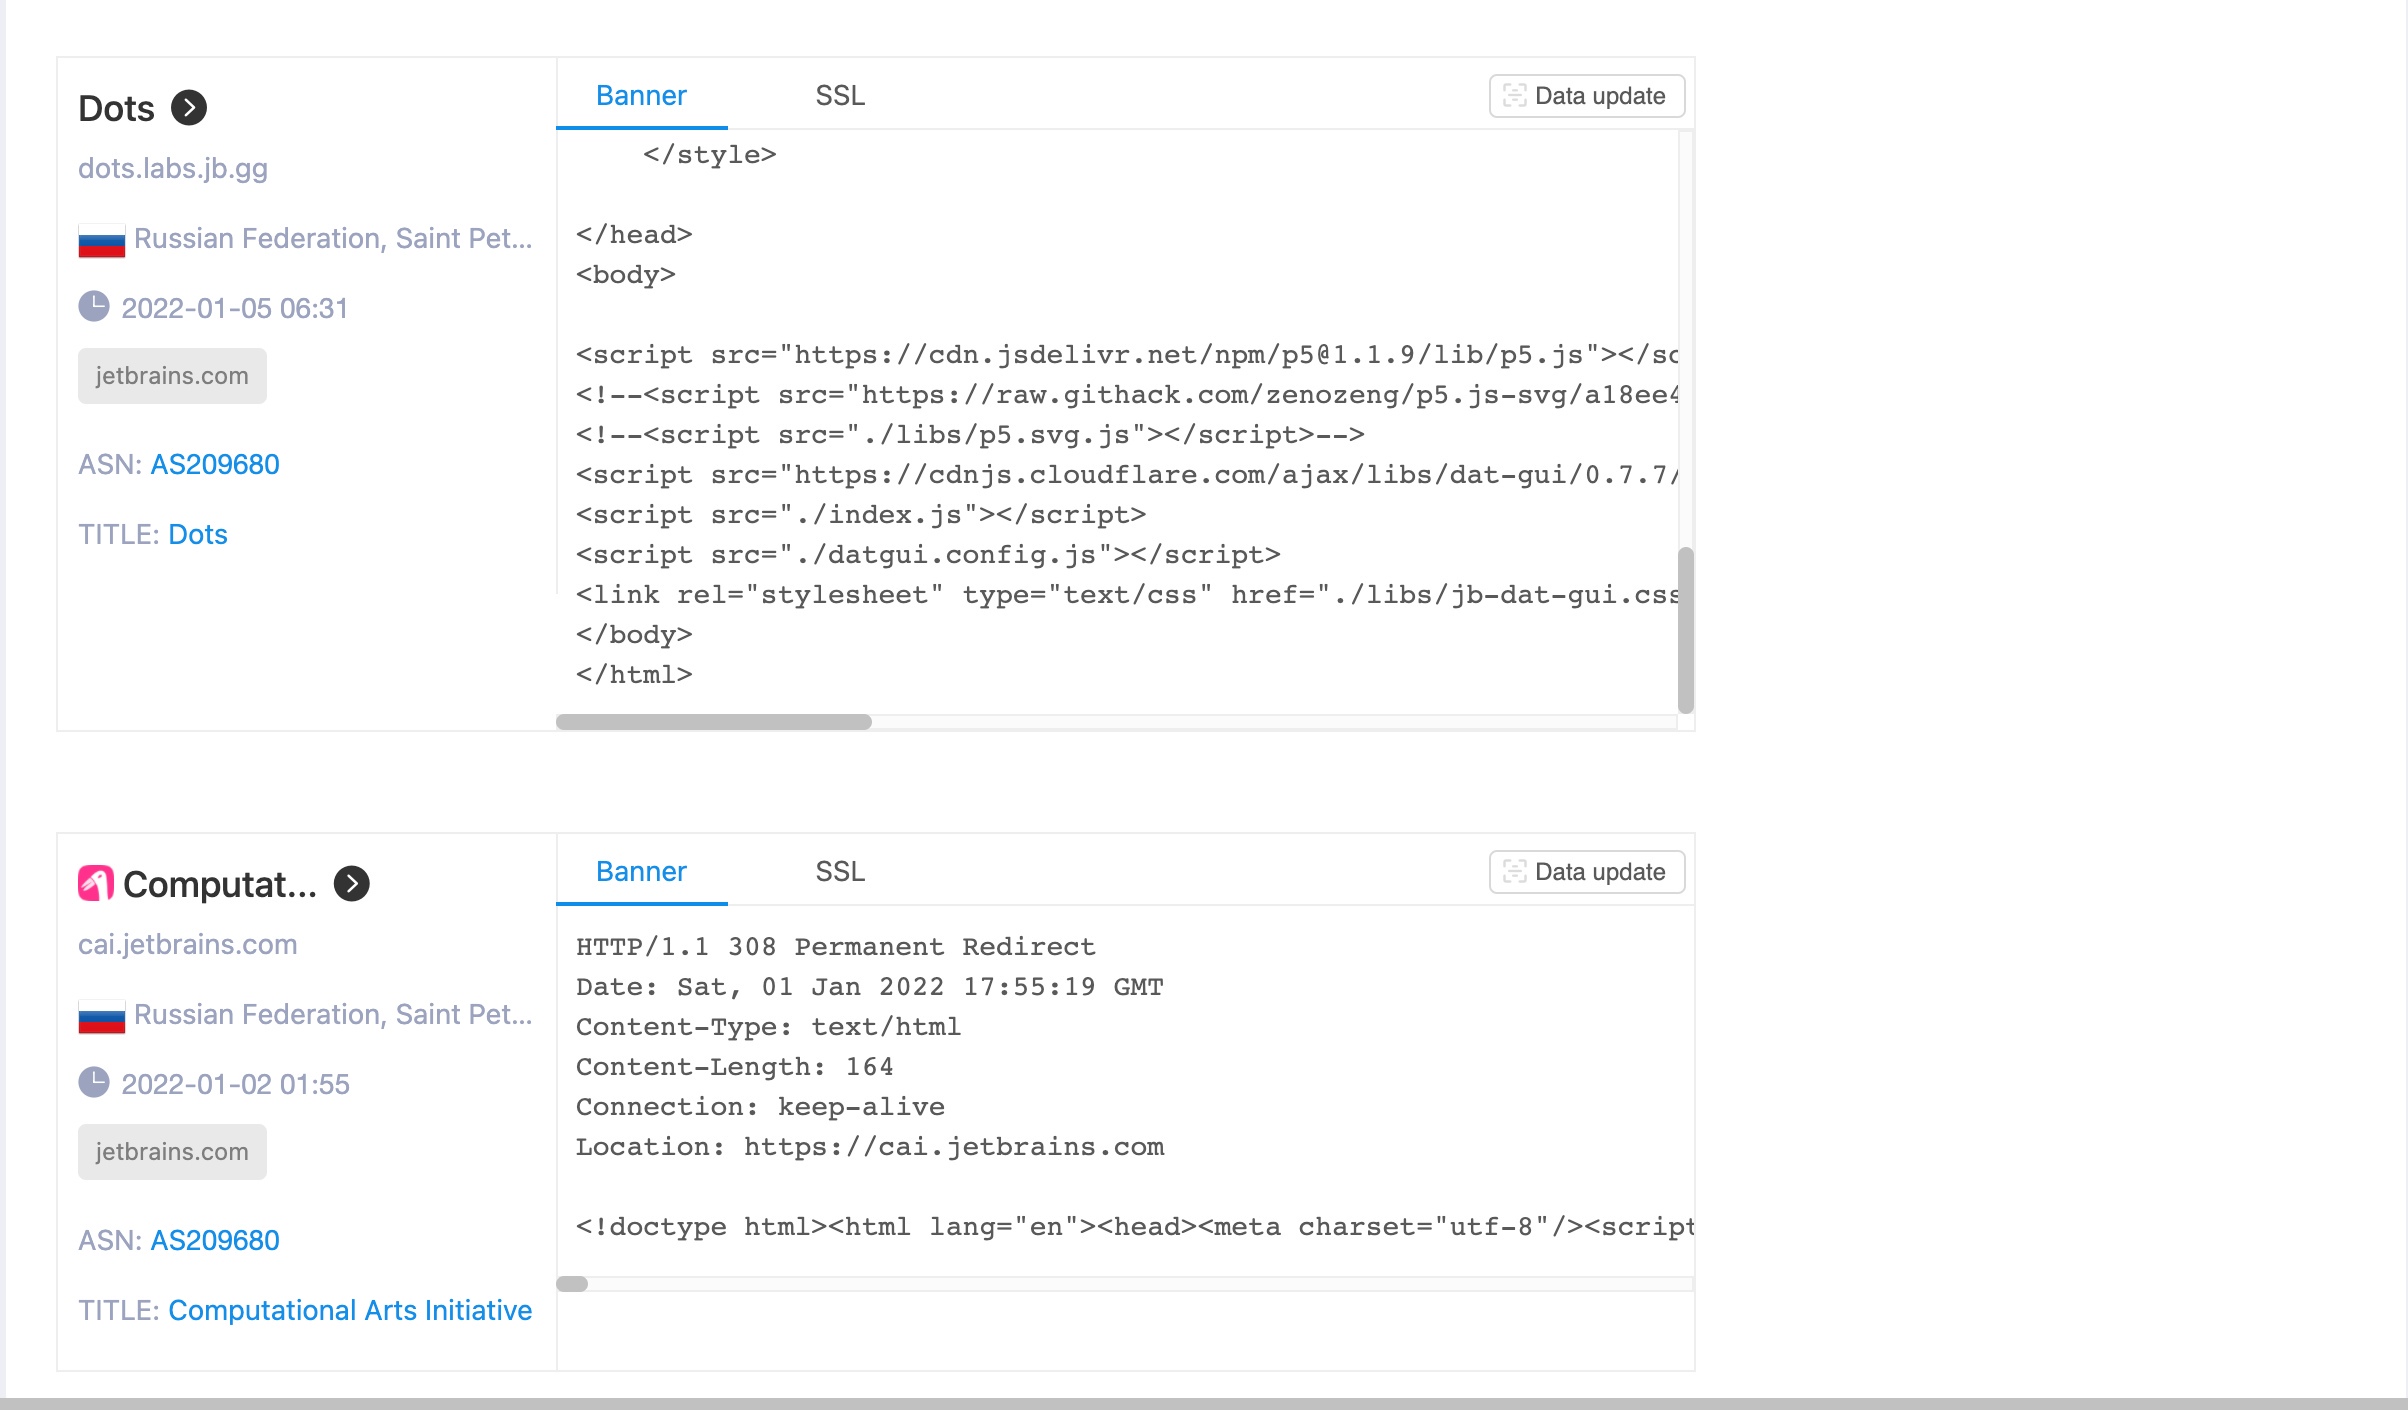 Dots
dots.labs.jb.gg
Russian Federation, Saint Pet...
2022-01-05 06:31
jetbrains.com
ASN: AS209680
TITLE: Dots
Banner SSL Data update
</style>
</head>
<body>
<script src="https://cdn.jsdelivr.net/npm/p5@1.1.9/lib/p5.js"></sc
<!--<script src="https://raw.githack.com/zenozeng/p5.js-svg/a18ee4
<!--<script src="./libs/p5.svg.js"></script>-->
<script src="https://cdnjs.cloudflare.com/ajax/libs/dat-gui/0.7.7/
<script src="./index.js"></script>
<script src="./datgui.config.js"></script>
<link rel="stylesheet" type="text/css" href="./libs/jb-dat-gui.css
</body>
</html>
Computat...
cai.jetbrains.com
Russian Federation, Saint Pet...
2022-01-02 01:55
jetbrains.com
ASN: AS209680
TITLE: Computational Arts Initiative
Banner SSL Data update
HTTP/1.1 308 Permanent Redirect
Date: Sat, 01 Jan 2022 17:55:19 GMT
Content-Type: text/html
Content-Length: 164
Connection: keep-alive
Location: https://cai.jetbrains.com
<!doctype html><html lang="en"><head><meta charset="utf-8"/><script